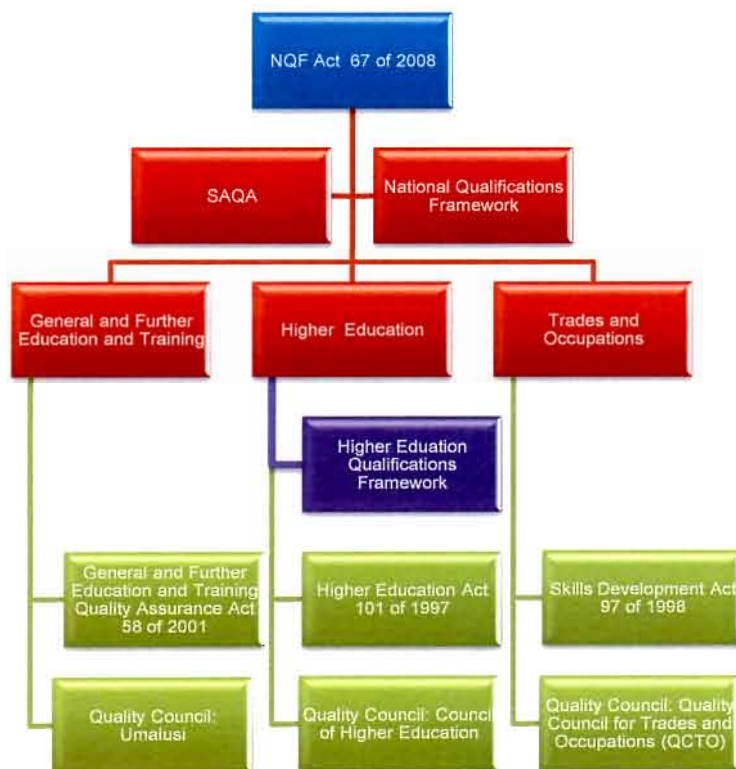 NQF Act 67 of 2008
SAQA
National Qualifications
Framework
General and Further
Education and Training
Higher Education
Trades and
Occupations
Higher Eduation
Qualifications
Framework
General and Further
Education and Training
Quality Assurance Act
58 of 2001
Higher Education Act
101 of 1997
Skills Development Act
97 of 1998
Quality Council:
Umalusi
Quality Council: Council
of Higher Education
Quality Council: Quality
Council for Trades and
Occupations (QCTO)